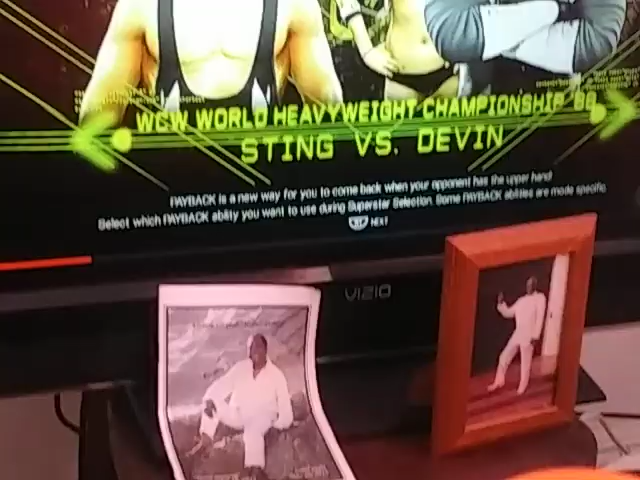 WCW WORLD HEAVYWEIGHT CHAMPIONSHIP
STING VS. DEVIN
PAYBACK is a new way for you to come back when your opponent has the upper hand!
Select which PAYBACK ability you want to use during Superstar Selection. Some PAYBACK abilities are mode specific.
NEXT
VIZIO